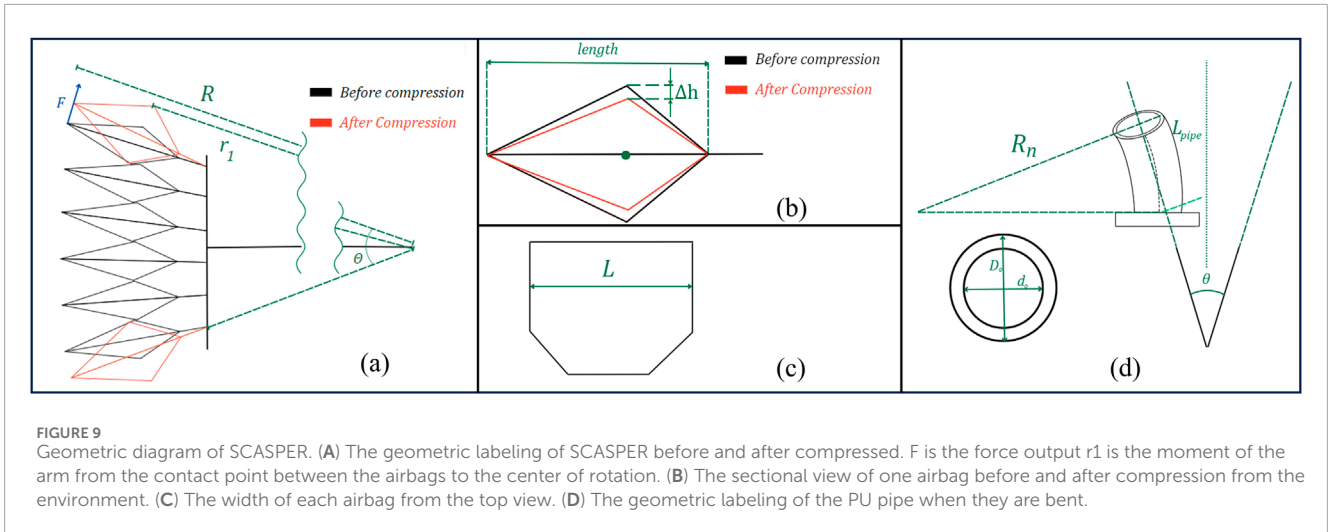 F
R
r1
Before compression
After Compression
θ
(a)
length
Before compression
After Compression
Δh
(b)
L
(c)
Rn
Lpipe
Do
do
θ
(d)
FIGURE 9
Geometric diagram of SCASPER. (A) The geometric labeling of SCASPER before and after compressed. F is the force output r1 is the moment of the
arm from the contact point between the airbags to the center of rotation. (B) The sectional view of one airbag before and after compression from the
environment. (C) The width of each airbag from the top view. (D) The geometric labeling of the PU pipe when they are bent.